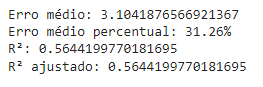 Erro médio: 3.1041876566921367
Erro médio percentual: 31.26%
R²: 0.5644199770181695
R² ajustado: 0.5644199770181695